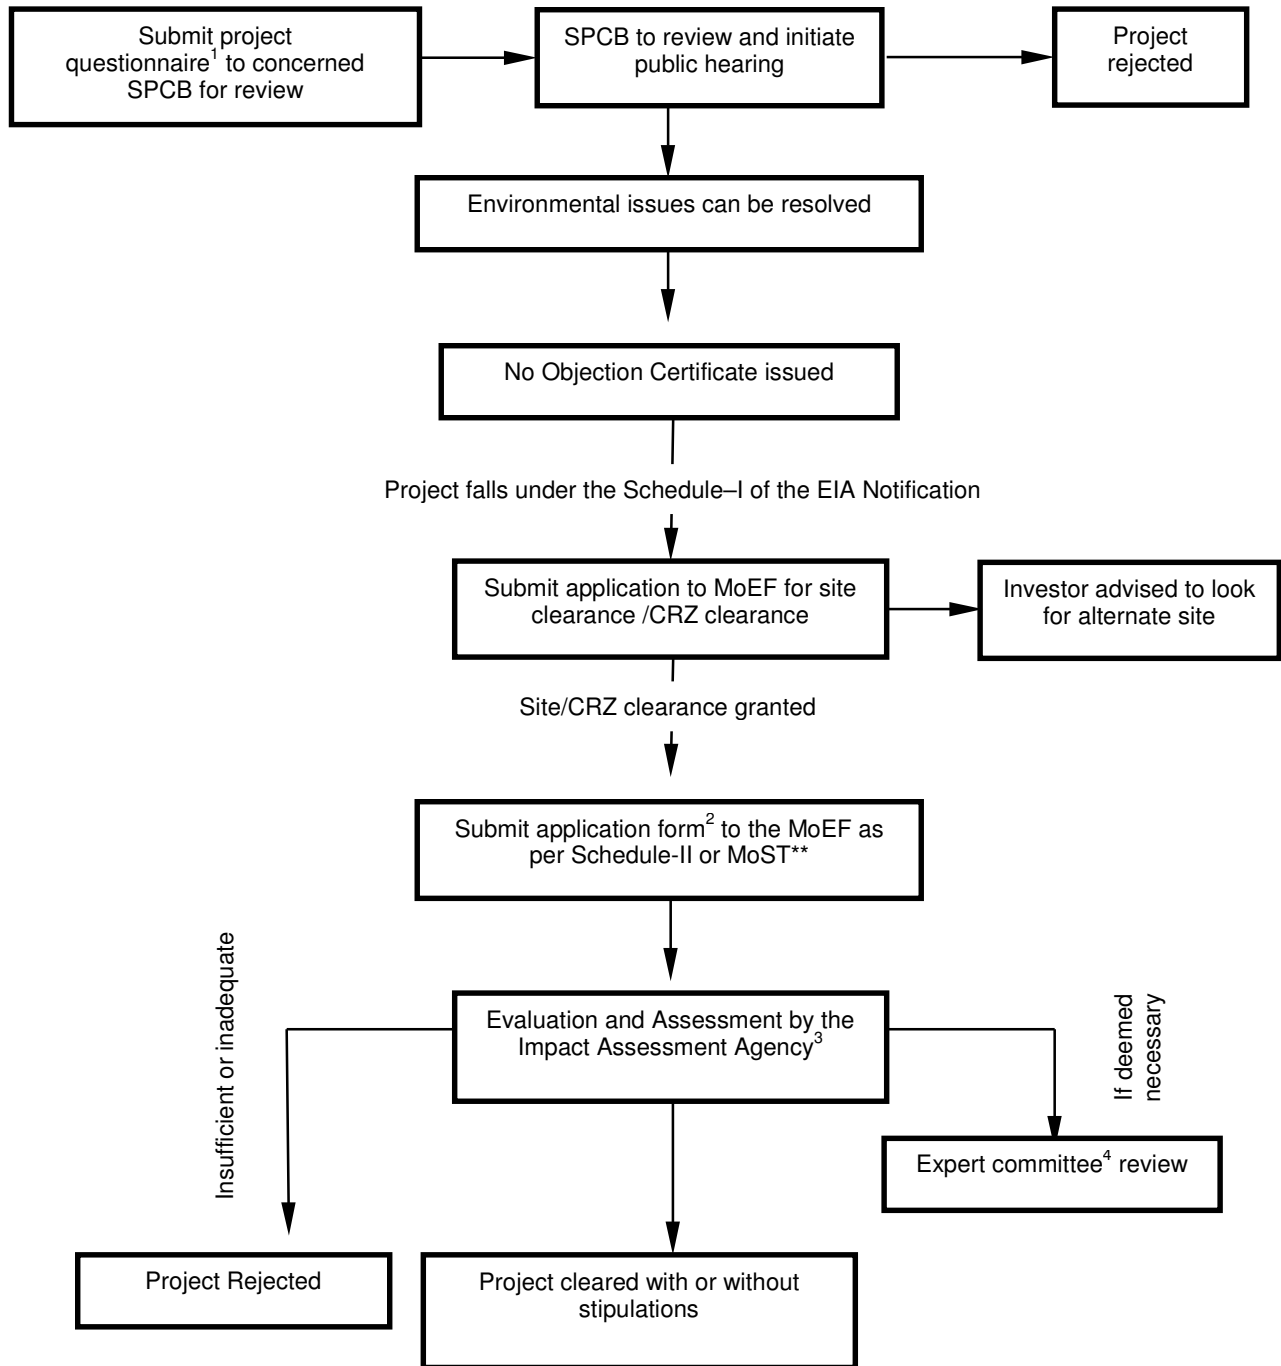 Submit project
questionnaire1 to concerned
SPCB for review
SPCB to review and initiate
public hearing
Project
rejected
Environmental issues can be resolved
No Objection Certificate issued
Project falls under the Schedule–I of the EIA Notification
Submit application to MoEF for site
clearance /CRZ clearance
Investor advised to look
for alternate site
Site/CRZ clearance granted
Submit application form2 to the MoEF as
per Schedule-II or MoST**
Insufficient or inadequate
Evaluation and Assessment by the
Impact Assessment Agency3
If deemed
necessary
Expert committee4 review
Project Rejected
Project cleared with or without
stipulations